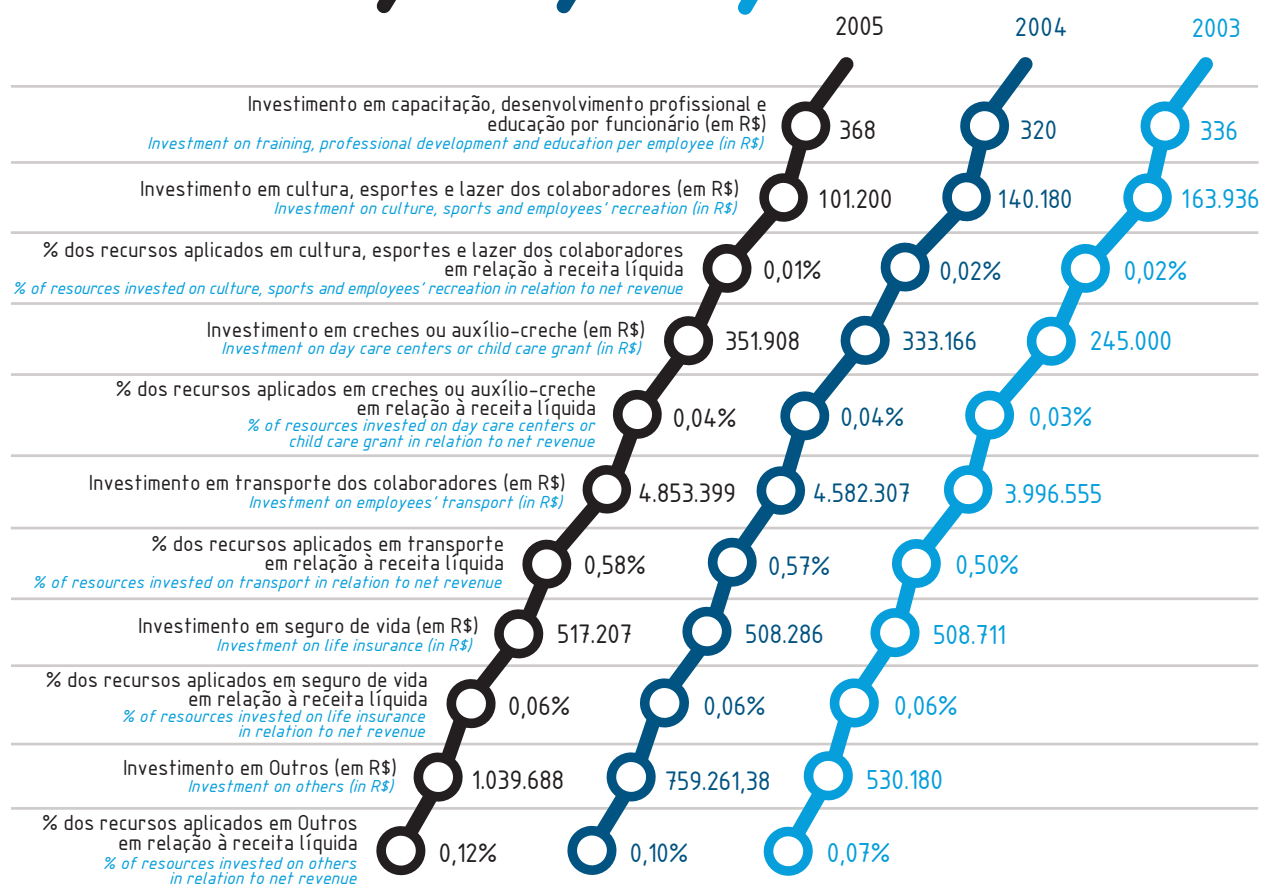 2005 2004 2003
Investimento em capacitação, desenvolvimento profissional e
educação por funcionário (em R$)
Investment on training, professional development and education per employee (in R$)
368 320 336
Investimento em cultura, esportes e lazer dos colaboradores (em R$)
Investment on culture, sports and employees' recreation (in R$)
101.200 140.180 163.936
% dos recursos aplicados em cultura, esportes e lazer dos colaboradores
em relação à receita líquida
% of resources invested on culture, sports and employees' recreation in relation to net revenue
0,01% 0,02% 0,02%
Investimento em creches ou auxílio-creche (em R$)
Investment on day care centers or child care grant (in R$)
351.908 333.166 245.000
% dos recursos aplicados em creches ou auxílio-creche
em relação à receita líquida
% of resources invested on day care centers or
child care grant in relation to net revenue
0,04% 0,04% 0,03%
Investimento em transporte dos colaboradores (em R$)
Investment on employees' transport (in R$)
4.853.399 4.582.307 3.996.555
% dos recursos aplicados em transporte
em relação à receita líquida
% of resources invested on transport in relation to net revenue
0,58% 0,57% 0,50%
Investimento em seguro de vida (em R$)
Investment on life insurance (in R$)
517.207 508.286 508.711
% dos recursos aplicados em seguro de vida
em relação à receita líquida
% of resources invested on life insurance
in relation to net revenue
0,06% 0,06% 0,06%
Investimento em Outros (em R$)
Investment on others (in R$)
1.039.688 759.261,38 530.180
% dos recursos aplicados em Outros
em relação à receita líquida
% of resources invested on others
in relation to net revenue
0,12% 0,10% 0,07%